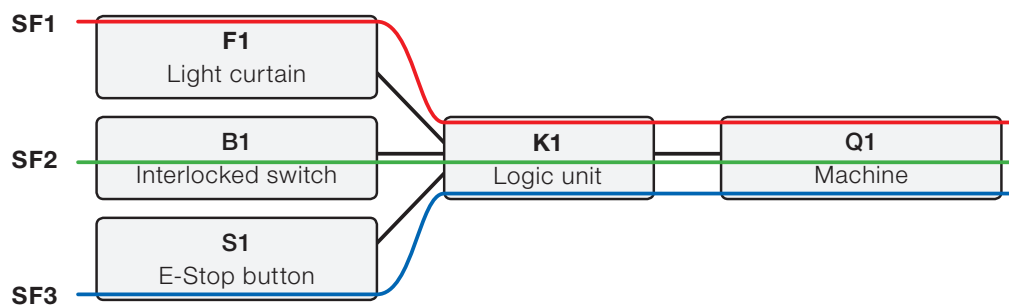 SF1
F1
Light curtain
SF2
B1
Interlocked switch
K1
Logic unit
Q1
Machine
S1
E-Stop button
SF3